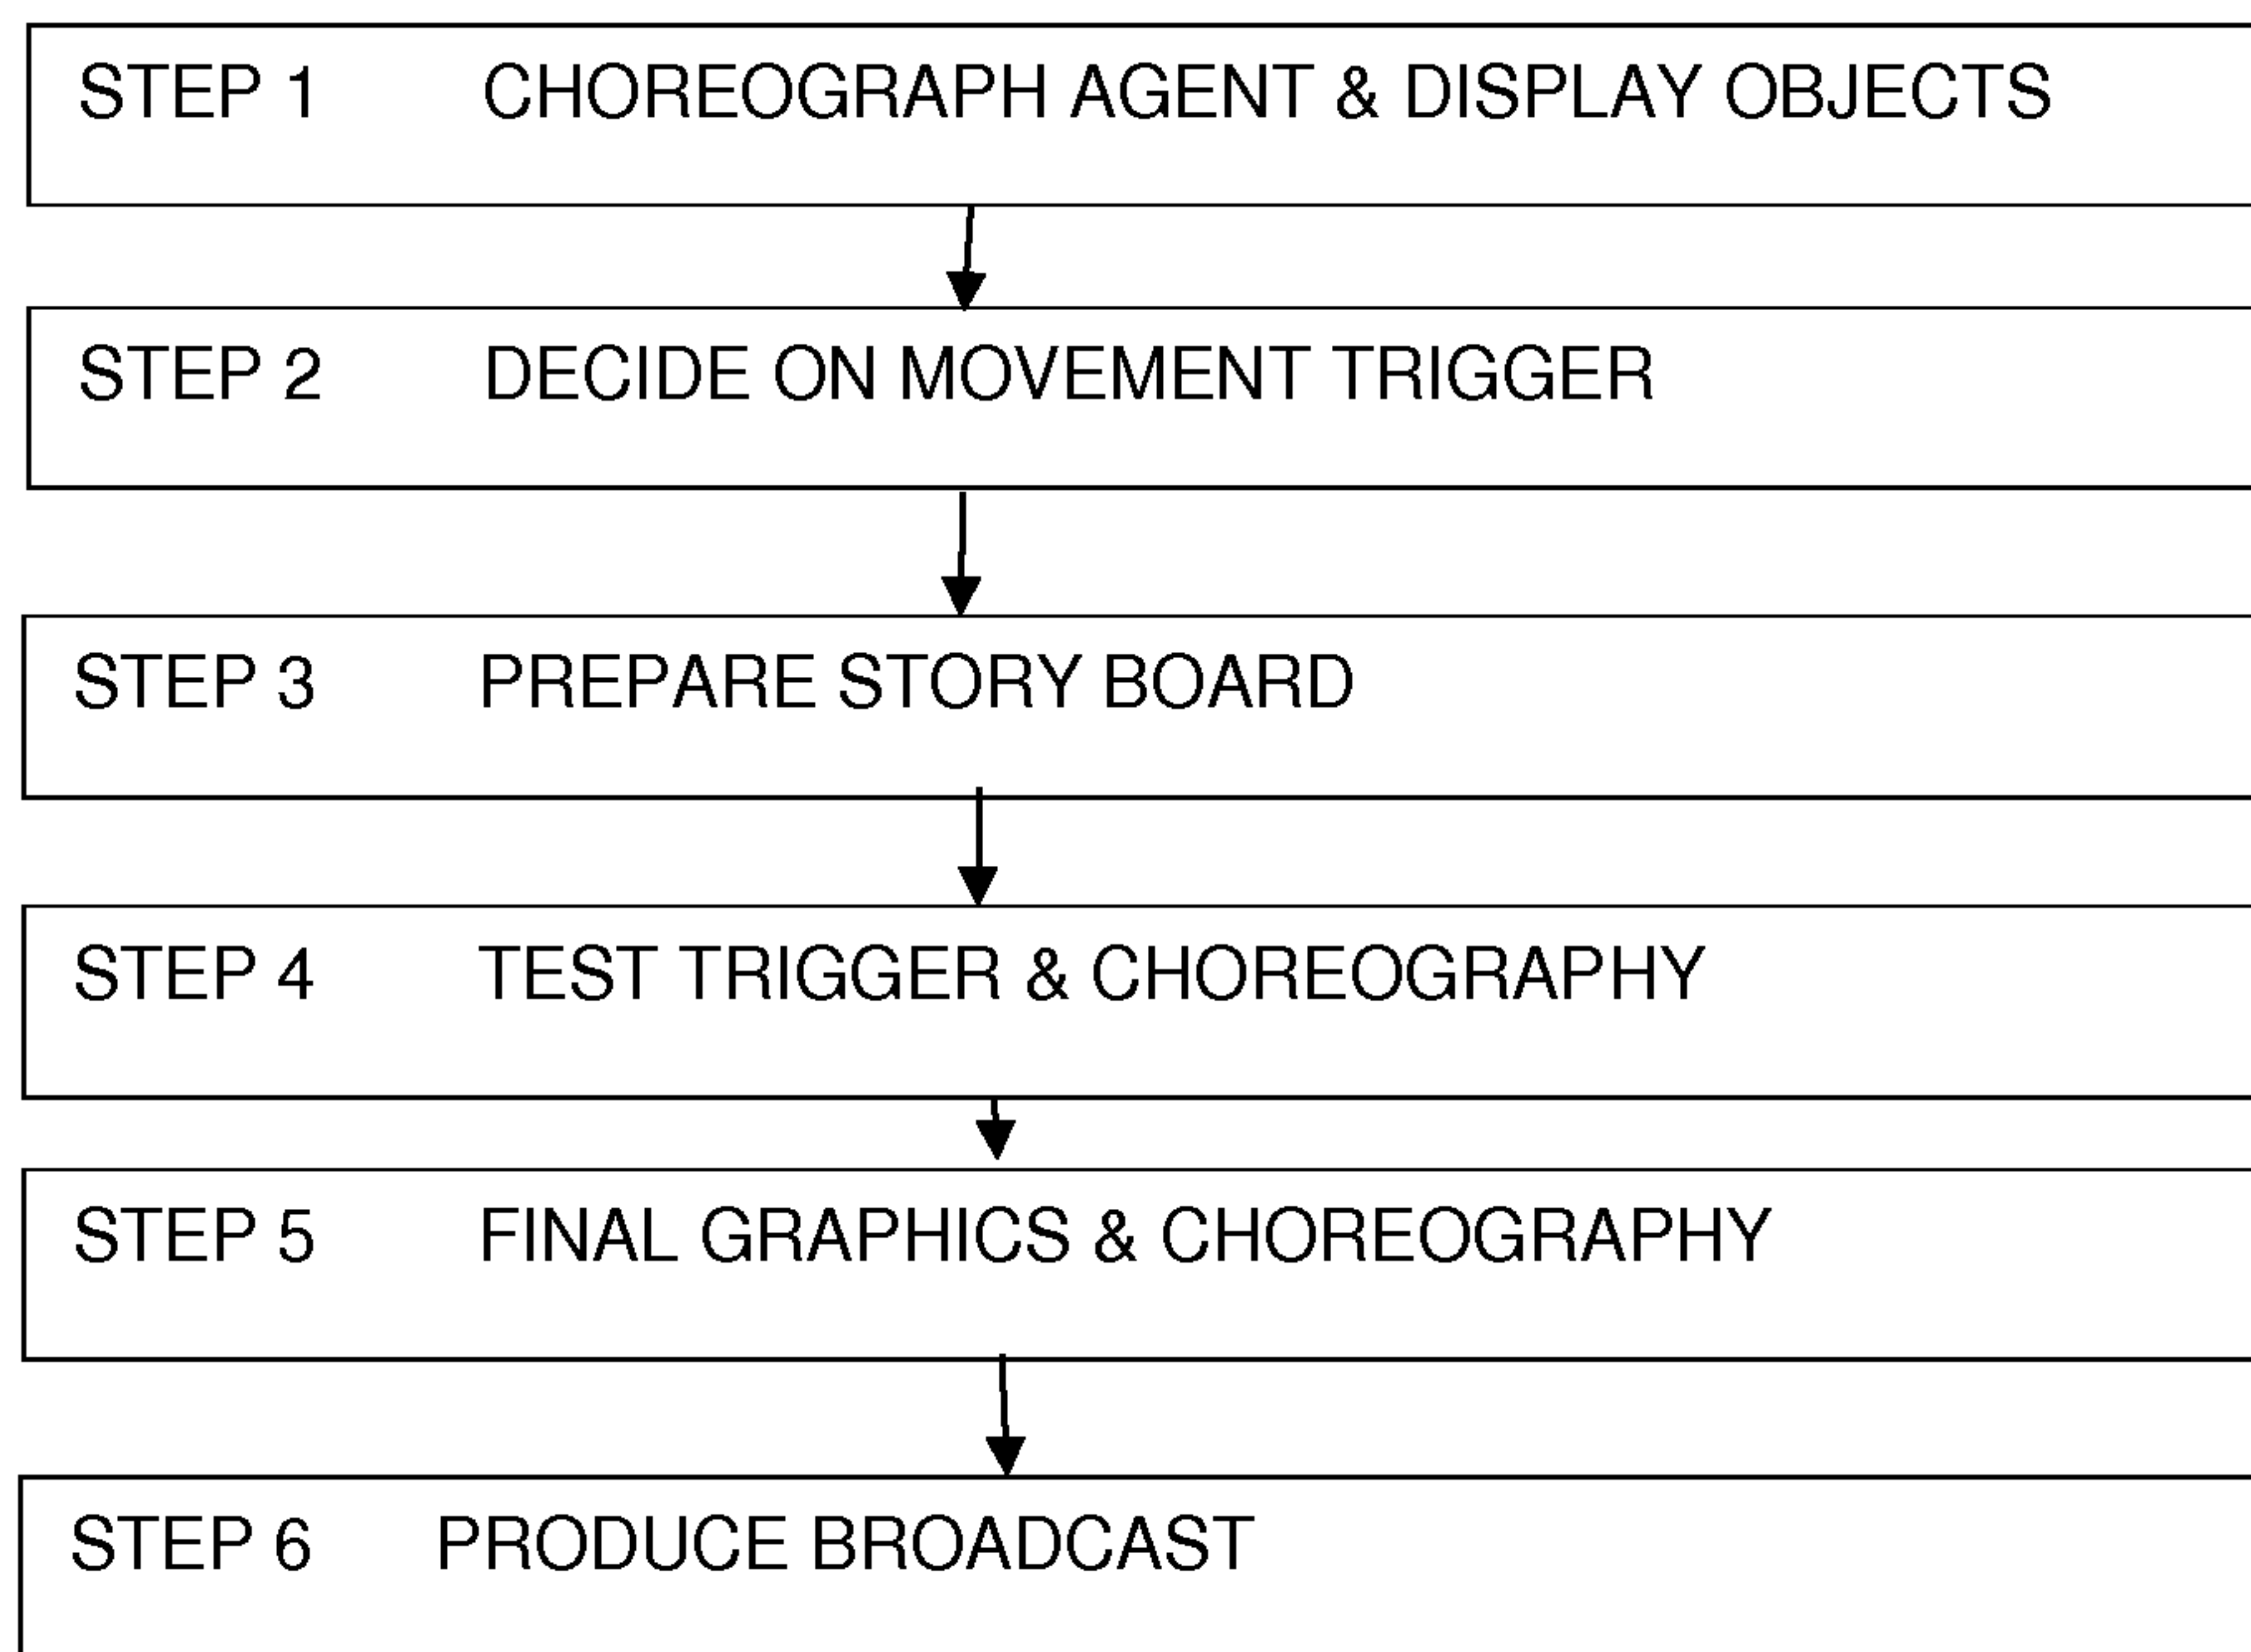 STEP 1 CHOREOGRAPH AGENT & DISPLAY OBJECTS
STEP 2 DECIDE ON MOVEMENT TRIGGER
STEP 3 PREPARE STORY BOARD
STEP 4 TEST TRIGGER & CHOREOGRAPHY
STEP 5 FINAL GRAPHICS & CHOREOGRAPHY
STEP 6 PRODUCE BROADCAST